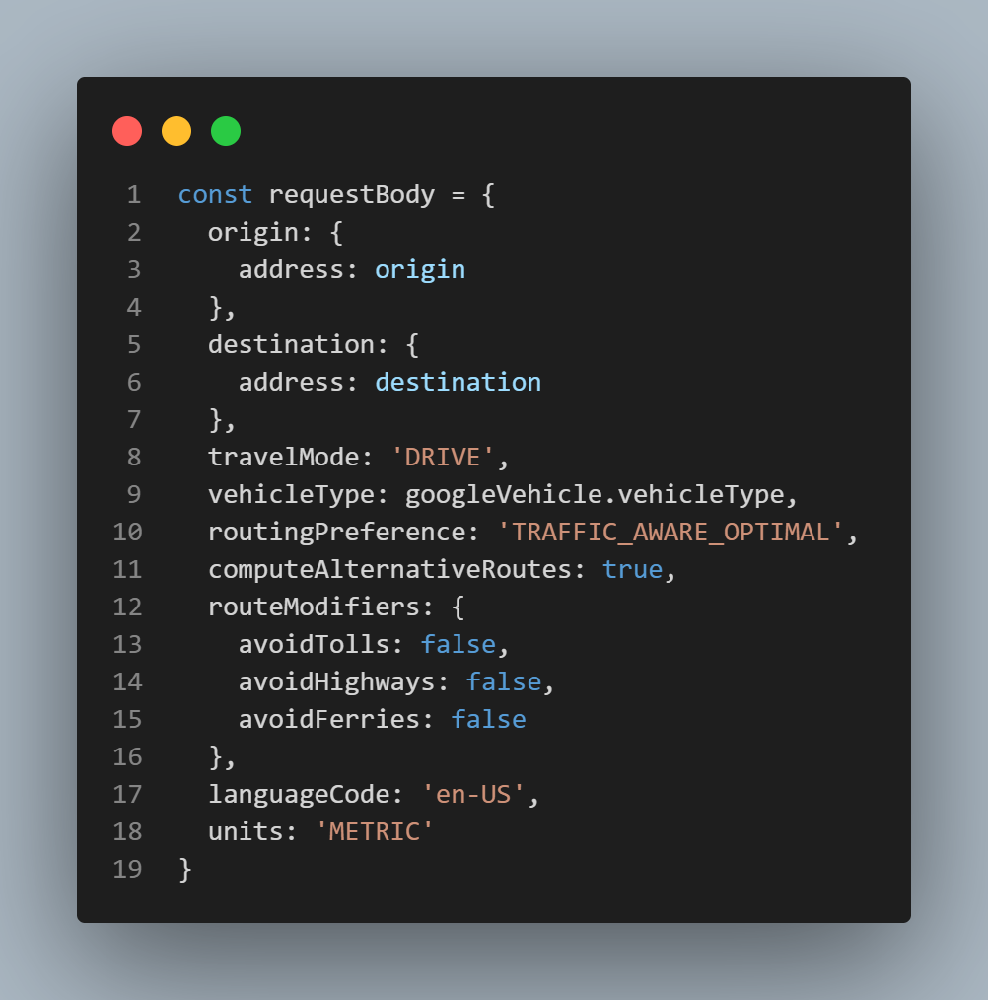 1 const requestBody = {
2   origin: {
3     address: origin
4   },
5   destination: {
6     address: destination
7   },
8   travelMode: 'DRIVE',
9   vehicleType: googleVehicle.vehicleType,
10   routingPreference: 'TRAFFIC_AWARE_OPTIMAL',
11   computeAlternativeRoutes: true,
12   routeModifiers: {
13     avoidTolls: false,
14     avoidHighways: false,
15     avoidFerries: false
16   },
17   languageCode: 'en-US',
18   units: 'METRIC'
19 }